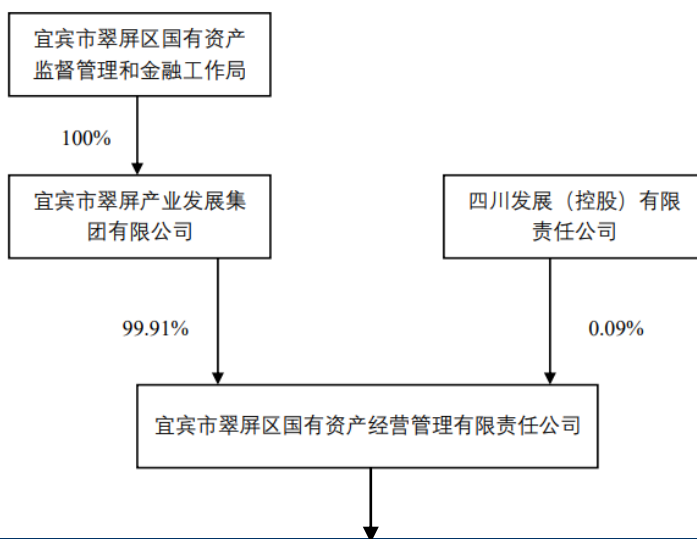 宜宾市翠屏区国有资产
监督管理和金融工作局
100%
宜宾市翠屏产业发展集
团有限公司
四川发展（控股）有限
责任公司
99.91%
0.09%
宜宾市翠屏区国有资产经营管理有限责任公司